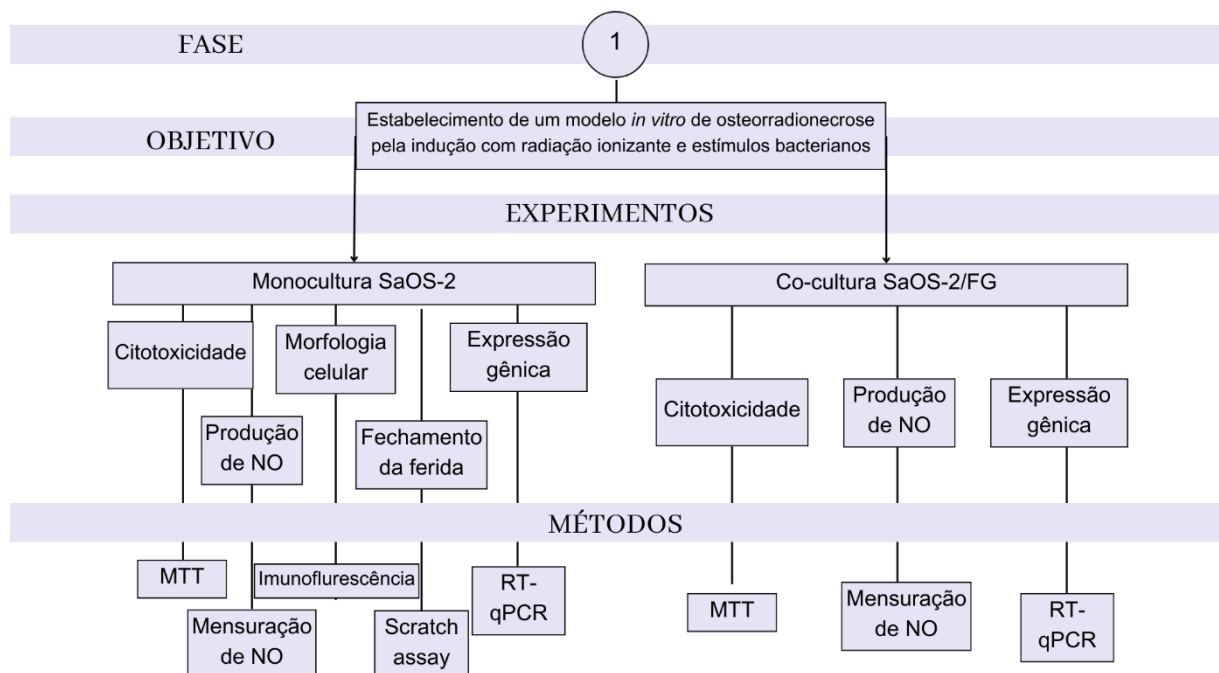 FASE
1
OBJETIVO
Estabelecimento de um modelo in vitro de osteorradionecrose
pela indução com radiação ionizante e estímulos bacterianos
EXPERIMENTOS
Monocultura SaOS-2
Co-cultura SaOS-2/FG
Citotoxicidade
Produção
de NO
Morfologia
celular
Fechamento
da ferida
Expressão
gênica
Citotoxicidade
Produção
de NO
Expressão
gênica
MÉTODOS
MTT
Mensuração
de NO
Imunoflurescência
Scratch
assay
RT-
qPCR
MTT
Mensuração
de NO
RT-
qPCR